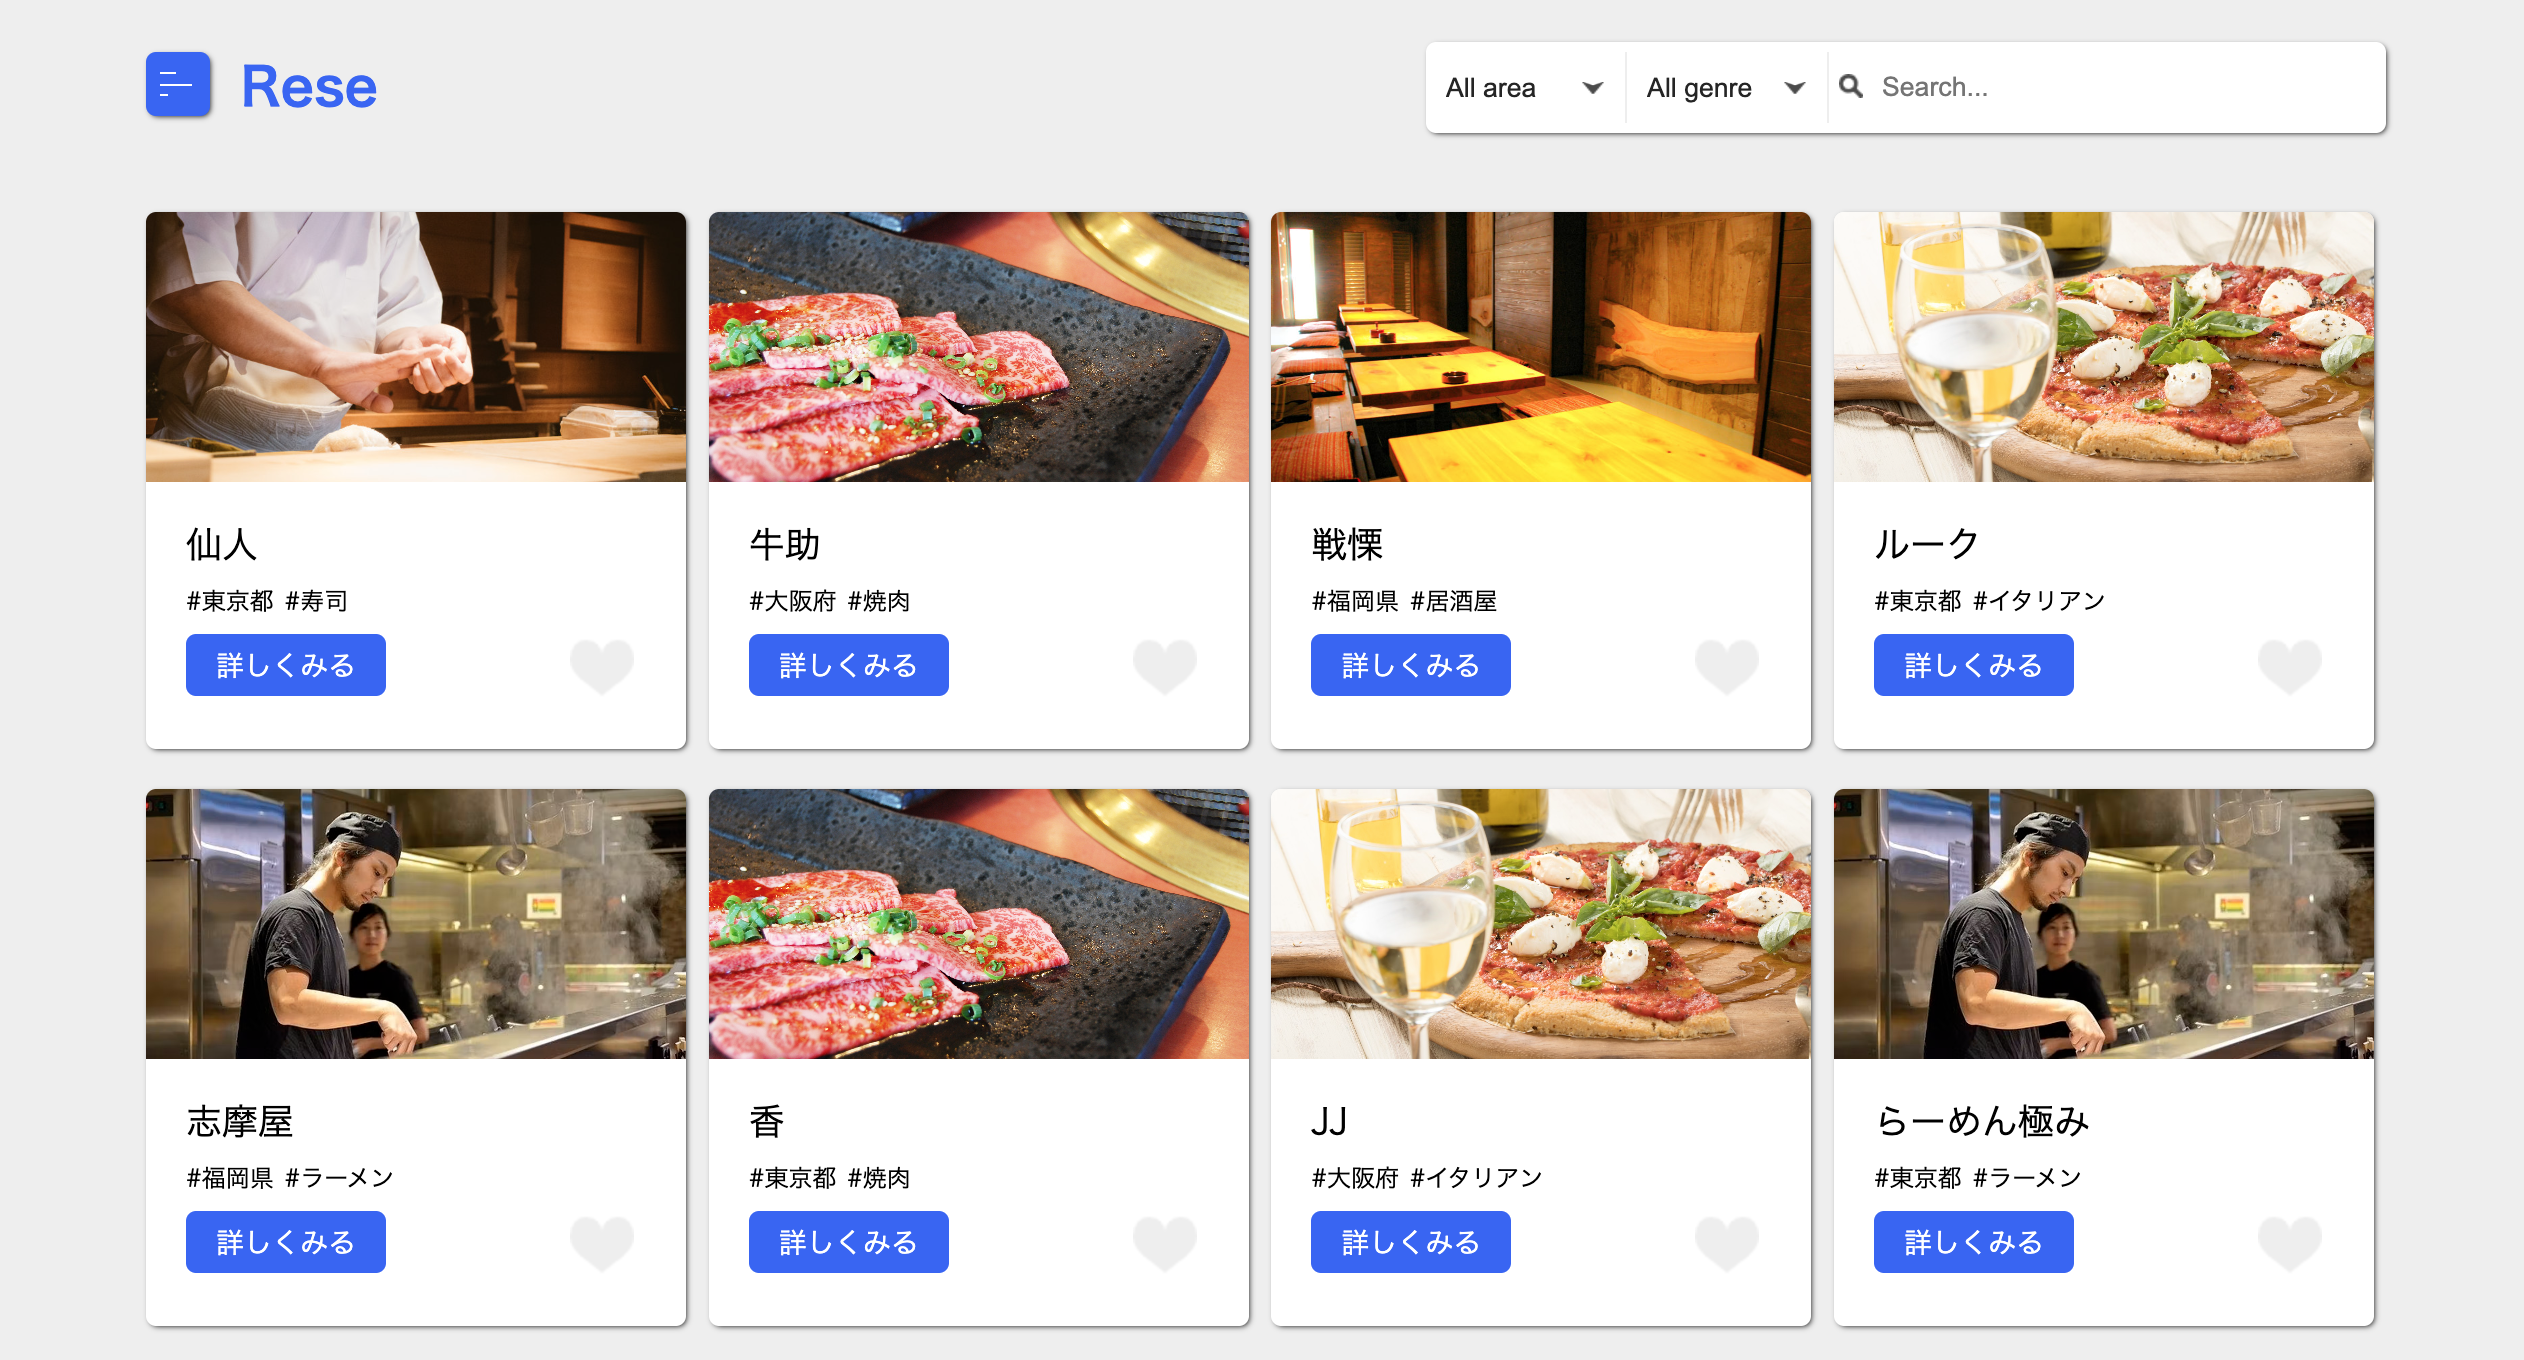 Rese
All area
All genre
Search...
仙人
#東京都 #寿司
詳しくみる
牛助
#大阪府 #焼肉
詳しくみる
戦慄
#福岡県 #居酒屋
詳しくみる
ルーク
#東京都 #イタリアン
詳しくみる
志摩屋
#福岡県 #ラーメン
詳しくみる
香
#東京都 #焼肉
詳しくみる
JJ
#大阪府 #イタリアン
詳しくみる
らーめん極み
#東京都 #ラーメン
詳しくみる